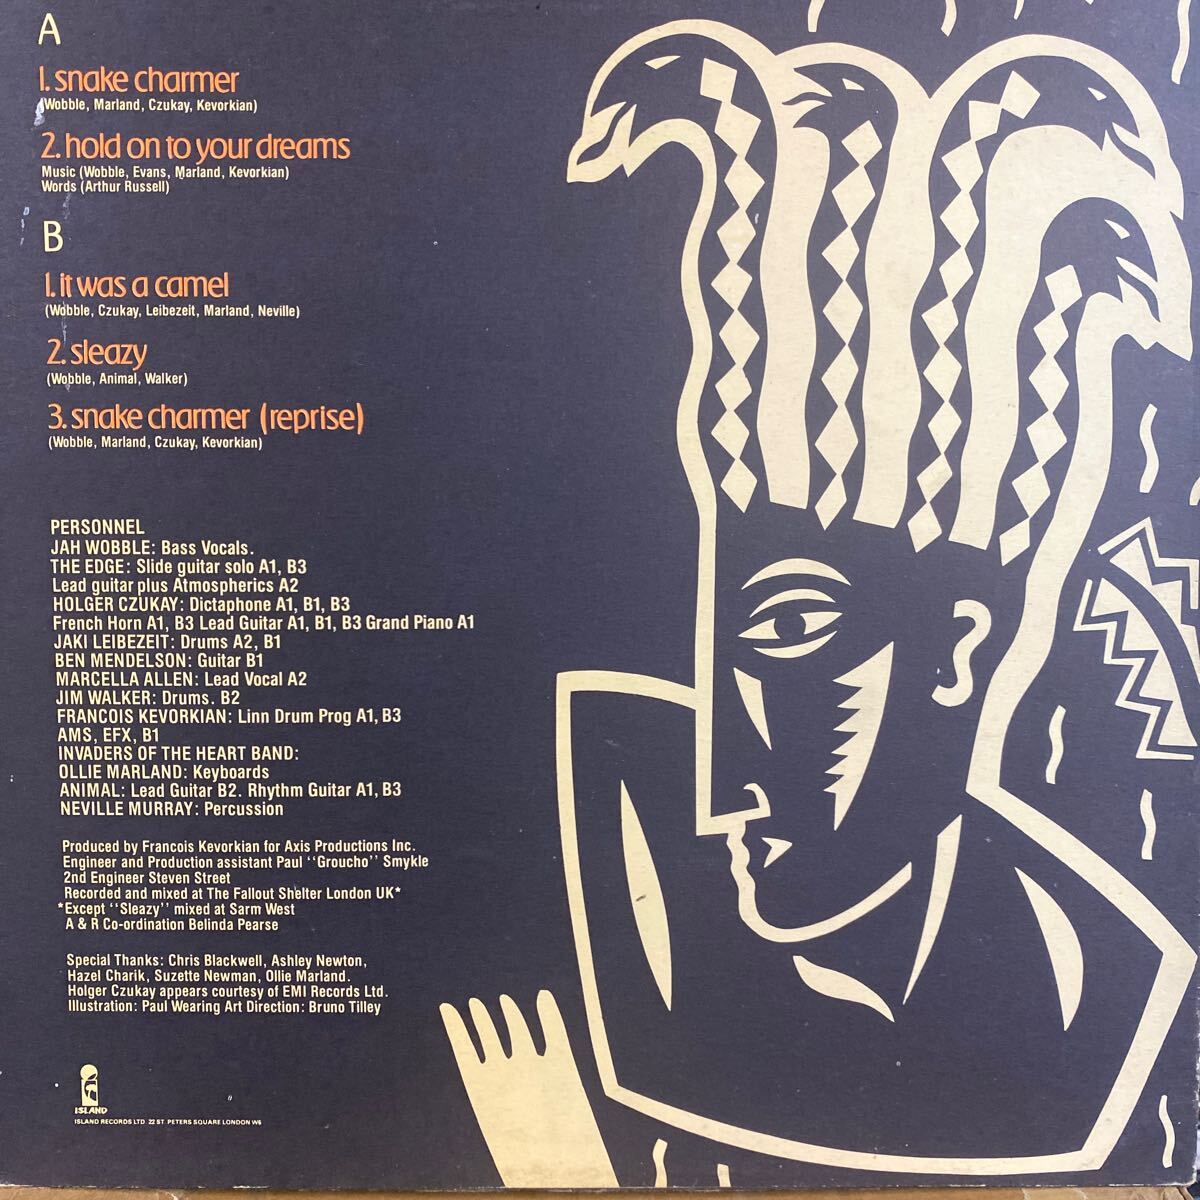 A
1. snake charmer
(Wobble, Marland, Czukay, Kevorkian)
2. hold on to your dreams
Music (Wobble, Evans, Marland, Kevorkian)
Words (Arthur Russell)
B
1. it was a camel
(Wobble, Czukay, Leibezeit, Marland, Neville)
2. sleazy
(Wobble, Animal, Walker)
3. snake charmer (reprise)
(Wobble, Marland, Czukay, Kevorkian)
PERSONNEL
JAH WOBBLE: Bass Vocals.
THE EDGE: Slide guitar solo A1, B3
Lead guitar plus Atmospherics A2
HOLGER CZUKAY: Dictaphone A1, B1, B3
French Horn A1, B3 Lead Guitar A1, B1, B3 Grand Piano A1
JAKI LEIBEZEIT: Drums A2, B1
BEN MENDELSON: Guitar B1
MARCELLA ALLEN: Lead Vocal A2
JIM WALKER: Drums. B2
FRANCOIS KEVORKIAN: Linn Drum Prog A1, B3
AMS, EFX, B1
INVADERS OF THE HEART BAND:
OLLIE MARLAND: Keyboards
ANIMAL: Lead Guitar B2. Rhythm Guitar A1, B3
NEVILLE MURRAY: Percussion
Produced by Francois Kevorkian for Axis Productions Inc.
Engineer and Production assistant Paul "Groucho" Smykle
2nd Engineer Steven Street
Recorded and mixed at The Fallout Shelter London UK*
*Except "Sleazy" mixed at Sarm West
A & R Co-ordination Belinda Pearse
Special Thanks: Chris Blackwell, Ashley Newton,
Hazel Charik, Suzette Newman, Ollie Marland.
Holger Czukay appears courtesy of EMI Records Ltd.
Illustration: Paul Wearing Art Direction: Bruno Tilley
ISLAND
ISLAND RECORDS LTD. 22 ST. PETERS SQUARE LONDON W6